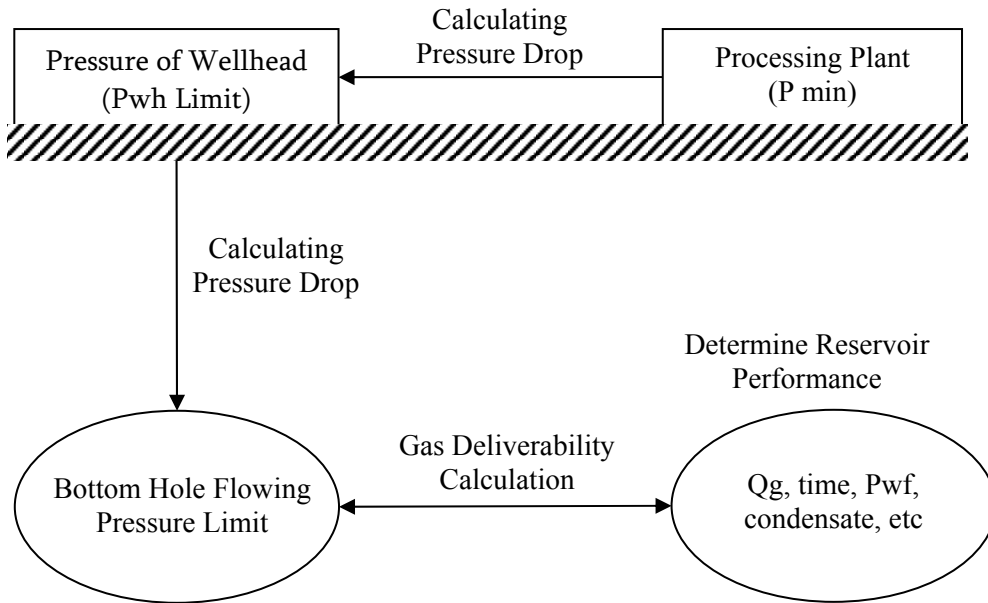 Calculating
Pressure Drop
Pressure of Wellhead
(Pwh Limit)
Processing Plant
(P min)
Calculating
Pressure Drop
Determine Reservoir
Performance
Gas Deliverability
Calculation
Bottom Hole Flowing
Pressure Limit
Qg, time, Pwf,
condensate, etc